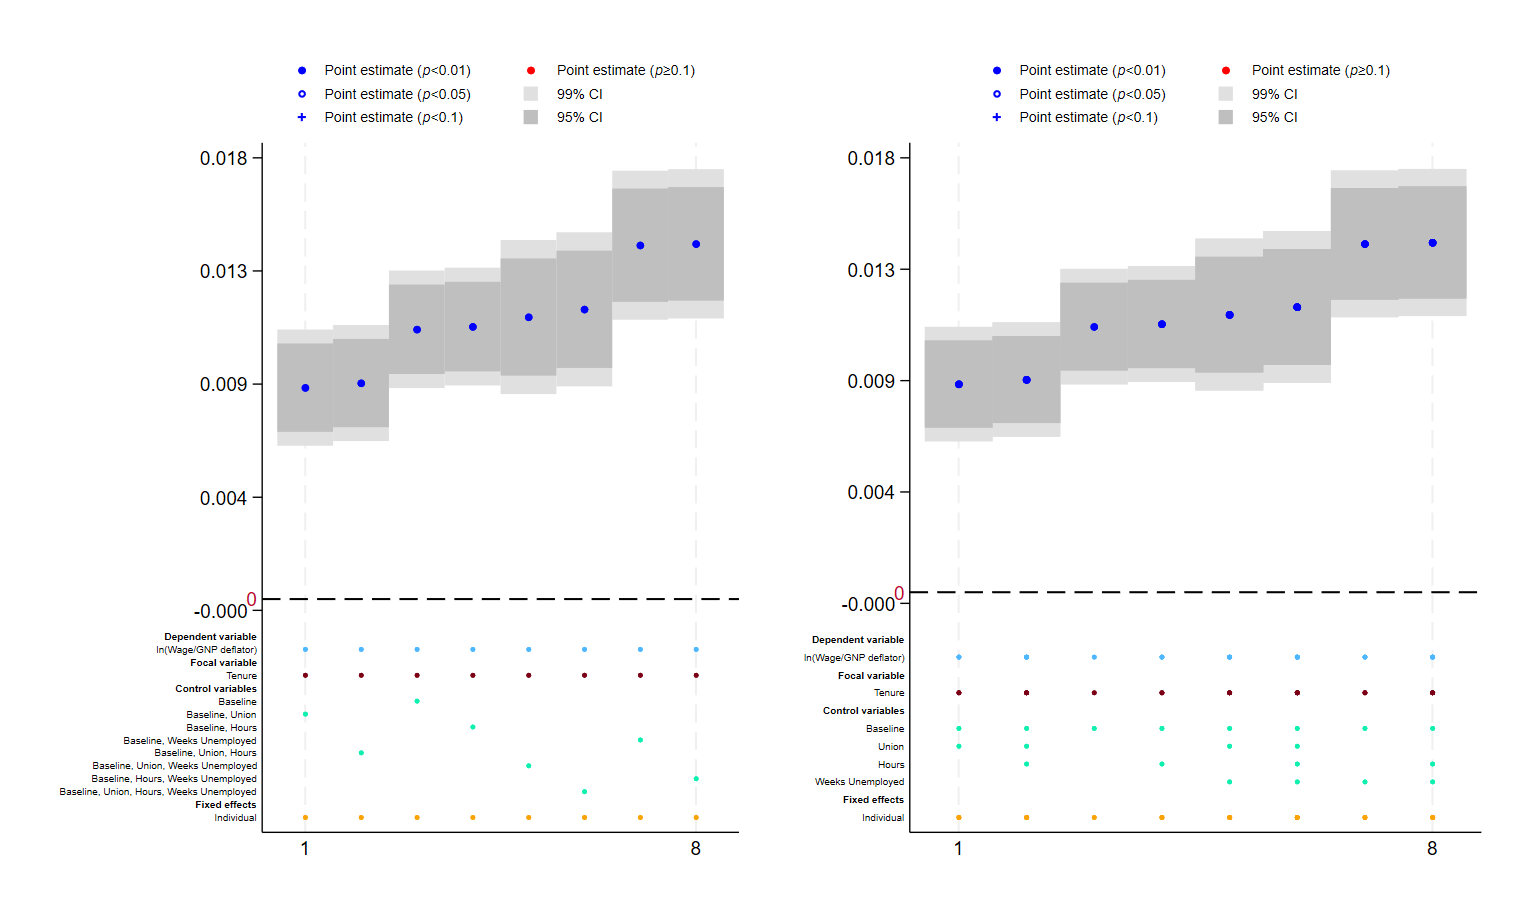 Point estimate (p<0.01)
Point estimate (p≥0.1)
Point estimate (p<0.05)
99% CI
Point estimate (p<0.1)
95% CI
0.018
0.013
0.009
0.004
0
-0.000
Dependent variable
ln(Wage/GNP deflator)
Focal variable
Tenure
Control variables
Baseline
Baseline, Union
Baseline, Hours
Baseline, Weeks Unemployed
Baseline, Union, Hours
Baseline, Union, Weeks Unemployed
Baseline, Hours, Weeks Unemployed
Baseline, Union, Hours, Weeks Unemployed
Fixed effects
Individual
1
8
Point estimate (p<0.01)
Point estimate (p≥0.1)
Point estimate (p<0.05)
99% CI
Point estimate (p<0.1)
95% CI
0.018
0.013
0.009
0.004
0
-0.000
Dependent variable
ln(Wage/GNP deflator)
Focal variable
Tenure
Control variables
Baseline
Union
Hours
Weeks Unemployed
Fixed effects
Individual
1
8